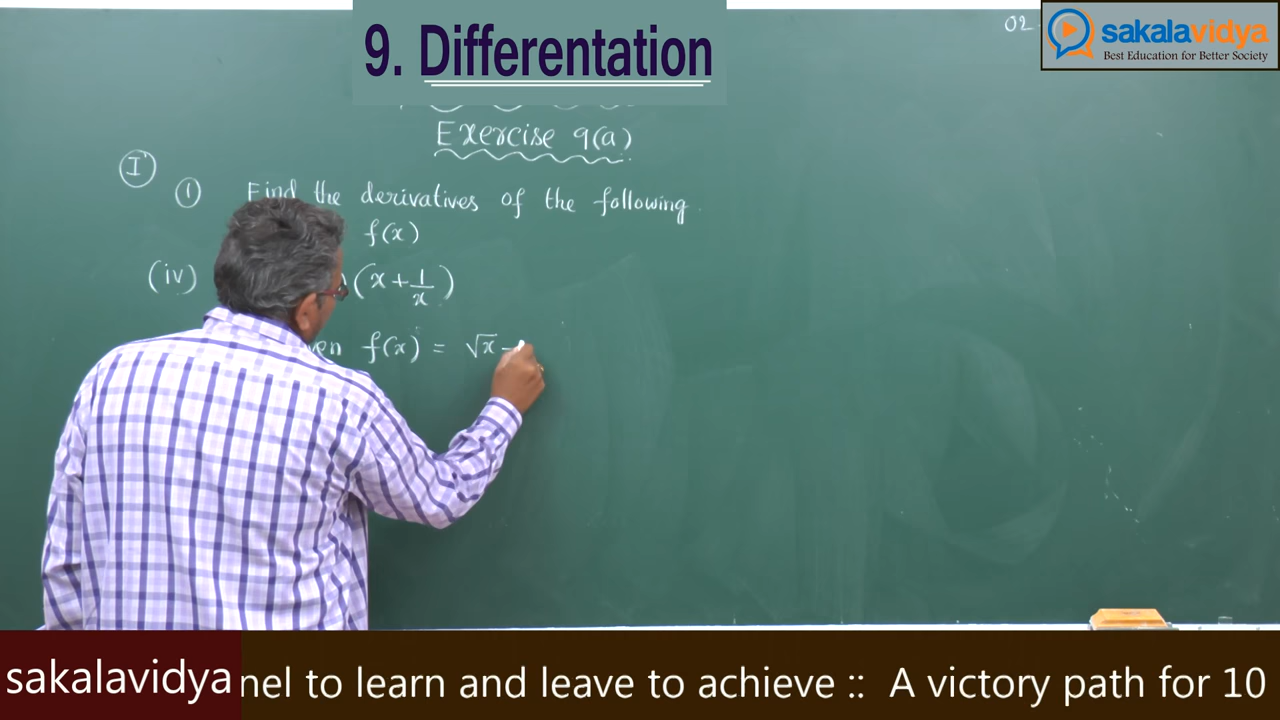 02
sakalavidya
Best Education for Better Society
9. Differentation
Exercise 9(a)
I
(1) Find the derivatives of the following.
f(x)
(iv) (x + 1/x)
f(x) = √x -
sakalavidya
nel to learn and leave to achieve :: A victory path for 10